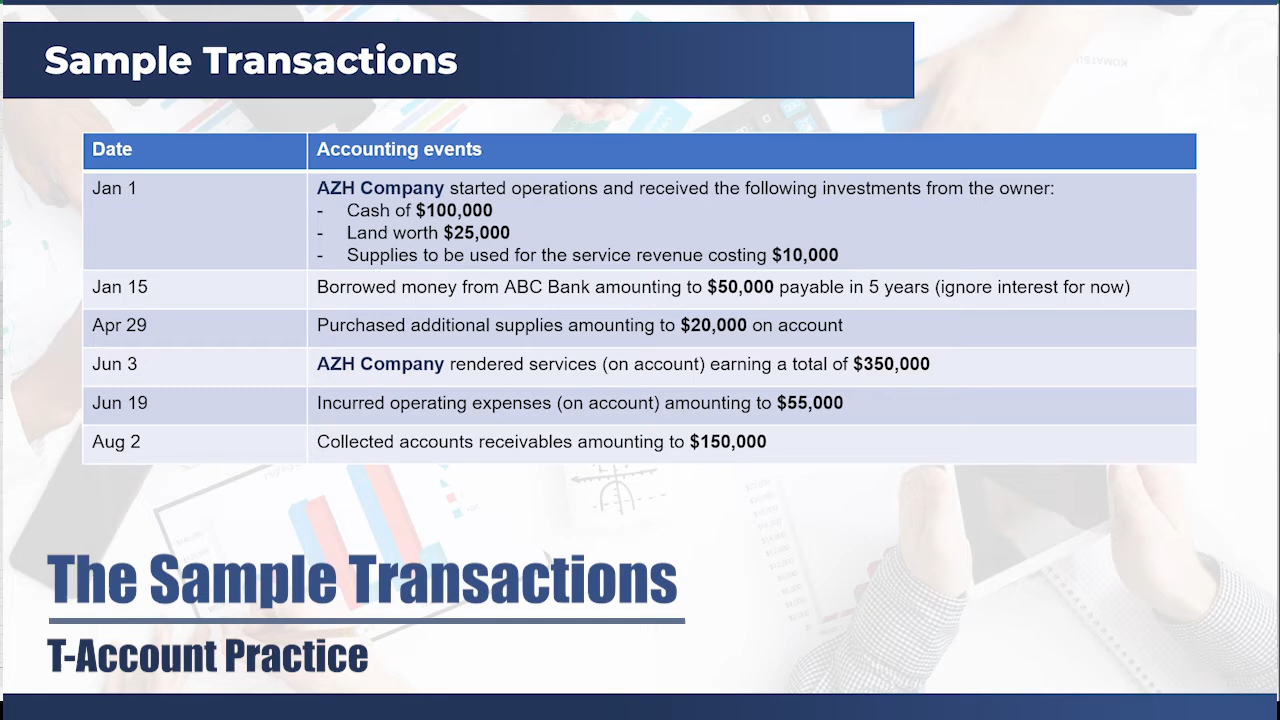 Sample Transactions
Date Accounting events
Jan 1 AZH Company started operations and received the following investments from the owner:
- Cash of $100,000
- Land worth $25,000
- Supplies to be used for the service revenue costing $10,000
Jan 15 Borrowed money from ABC Bank amounting to $50,000 payable in 5 years (ignore interest for now)
Apr 29 Purchased additional supplies amounting to $20,000 on account
Jun 3 AZH Company rendered services (on account) earning a total of $350,000
Jun 19 Incurred operating expenses (on account) amounting to $55,000
Aug 2 Collected accounts receivables amounting to $150,000
The Sample Transactions
T-Account Practice